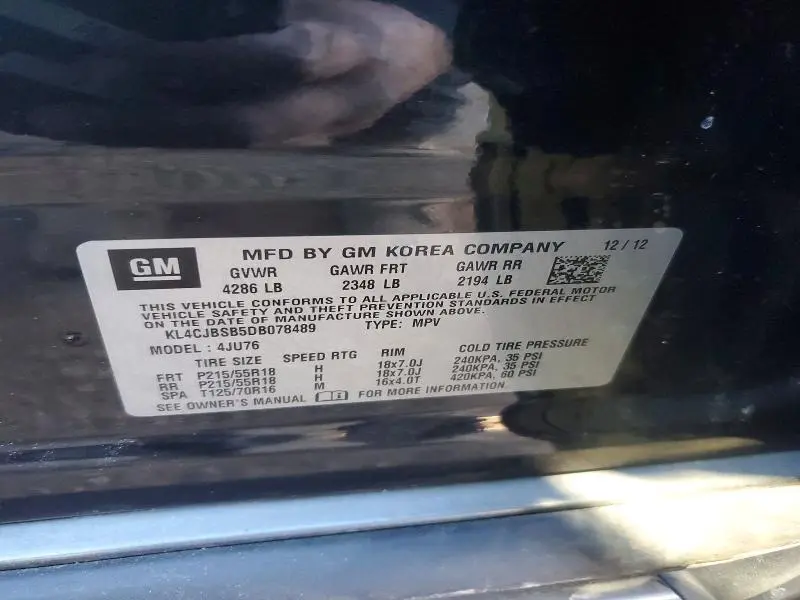 GM MFD BY GM KOREA COMPANY 12 / 12
GVWR GAWR FRT GAWR RR
4286 LB 2348 LB 2194 LB
THIS VEHICLE CONFORMS TO ALL APPLICABLE U.S. FEDERAL MOTOR
VEHICLE SAFETY AND THEFT PREVENTION STANDARDS IN EFFECT
ON THE DATE OF MANUFACTURE SHOWN ABOVE.
KL4CJBSB5DB078489 TYPE: MPV
MODEL : 4JU76
TIRE SIZE SPEED RTG RIM COLD TIRE PRESSURE
FRT P215/55R18 H 18x7.0J 240KPA, 35 PSI
RR P215/55R18 H 18x7.0J 240KPA, 35 PSI
SPA T125/70R16 M 16x4.0T 420KPA, 60 PSI
SEE OWNER'S MANUAL FOR MORE INFORMATION.